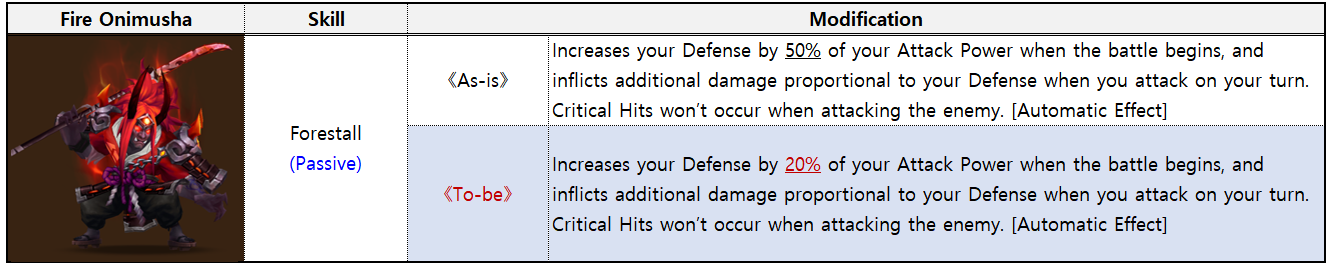 Fire Onimusha
Skill
Modification
Forestall
(Passive)
《As-is》
Increases your Defense by 50% of your Attack Power when the battle begins, and
inflicts additional damage proportional to your Defense when you attack on your turn.
Critical Hits won't occur when attacking the enemy. [Automatic Effect]
《To-be》
Increases your Defense by 20% of your Attack Power when the battle begins, and
inflicts additional damage proportional to your Defense when you attack on your turn.
Critical Hits won't occur when attacking the enemy. [Automatic Effect]